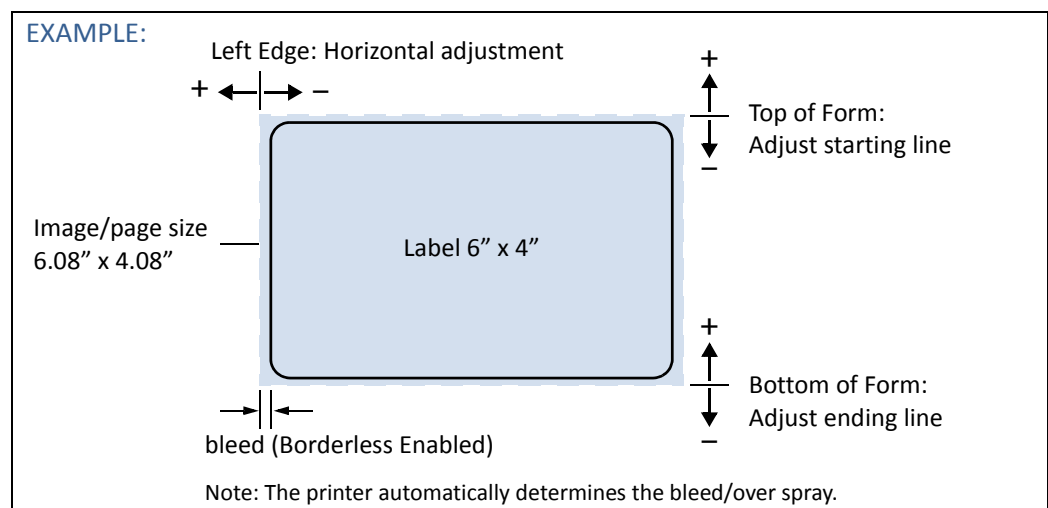 EXAMPLE:
Left Edge: Horizontal adjustment
+ –
+
Top of Form:
Adjust starting line
–
Image/page size
6.08” x 4.08”
Label 6” x 4”
+
Bottom of Form:
Adjust ending line
–
bleed (Borderless Enabled)
Note: The printer automatically determines the bleed/over spray.